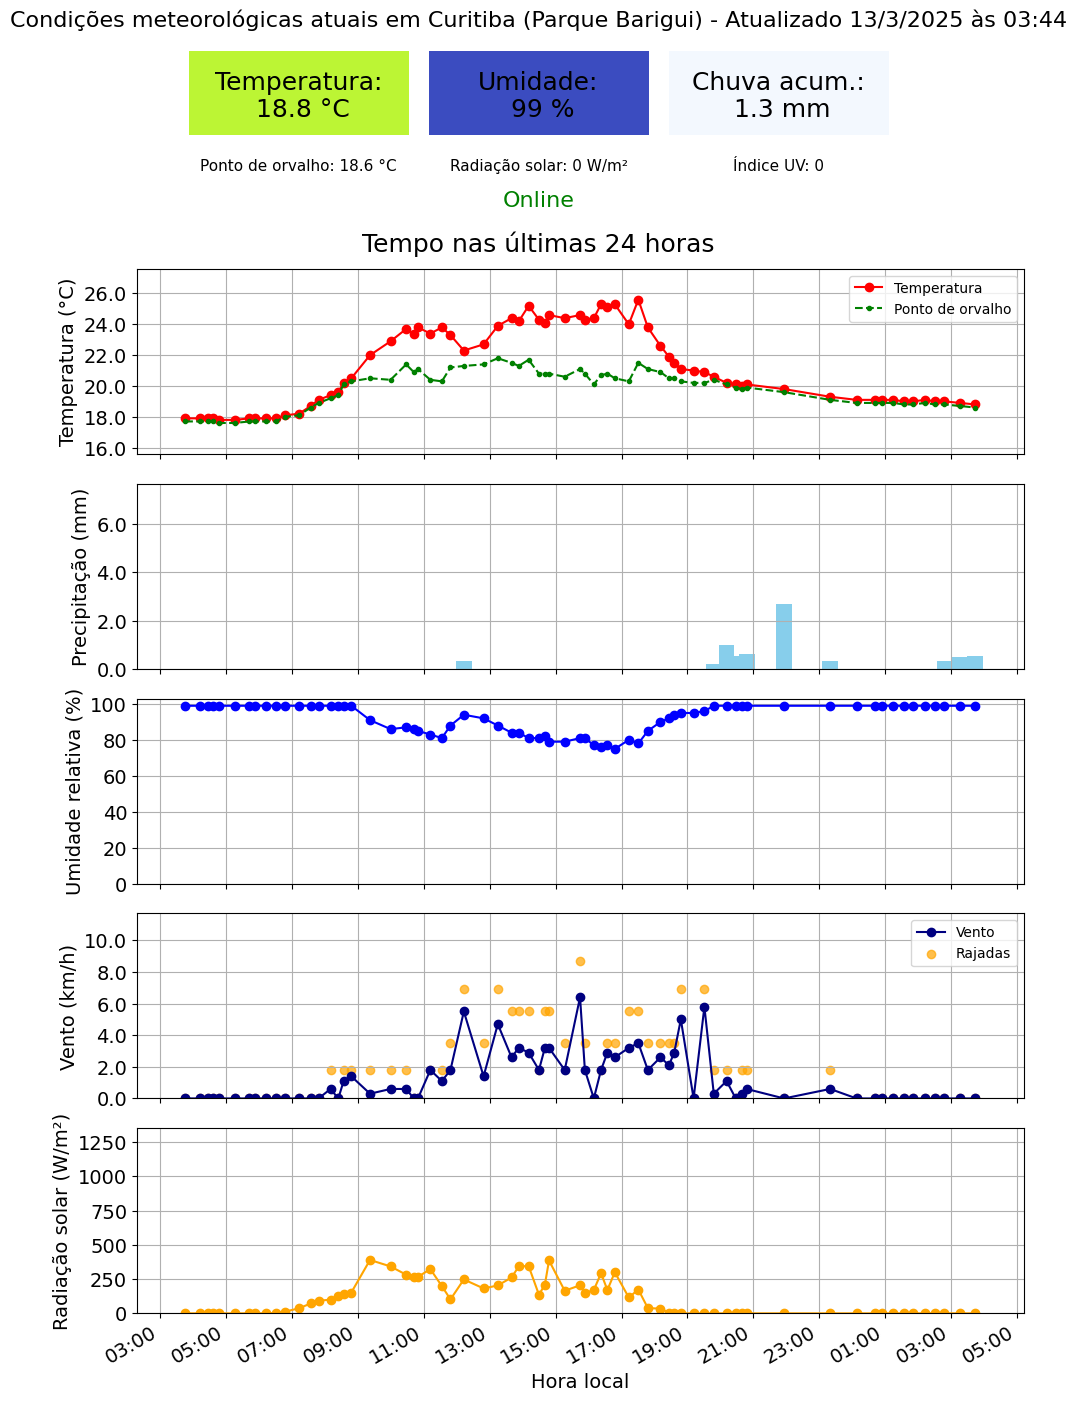 Condições meteorológicas atuais em Curitiba (Parque Barigui) - Atualizado 13/3/2025 às 03:44
Temperatura:
18.8 °C
Umidade:
99 %
Chuva acum.:
1.3 mm
Ponto de orvalho: 18.6 °C
Radiação solar: 0 W/m²
Índice UV: 0
Online
Tempo nas últimas 24 horas
Temperatura (°C)
26.0
24.0
22.0
20.0
18.0
16.0
Temperatura
Ponto de orvalho
Precipitação (mm)
6.0
4.0
2.0
0.0
Umidade relativa (%)
100
80
60
40
20
0
Vento (km/h)
10.0
8.0
6.0
4.0
2.0
0.0
Vento
Rajadas
Radiação solar (W/m²)
1250
1000
750
500
250
0
03:00
05:00
07:00
09:00
11:00
13:00
15:00
17:00
19:00
21:00
23:00
01:00
03:00
05:00
Hora local